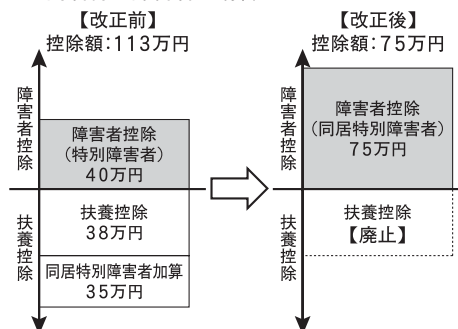 【改正前】
控除額:113万円
障害者控除
障害者控除
(特別障害者)
40万円
扶養控除
扶養控除
38万円
同居特別障害者加算
35万円
【改正後】
控除額:75万円
障害者控除
障害者控除
(同居特別障害者)
75万円
扶養控除
扶養控除
【廃止】